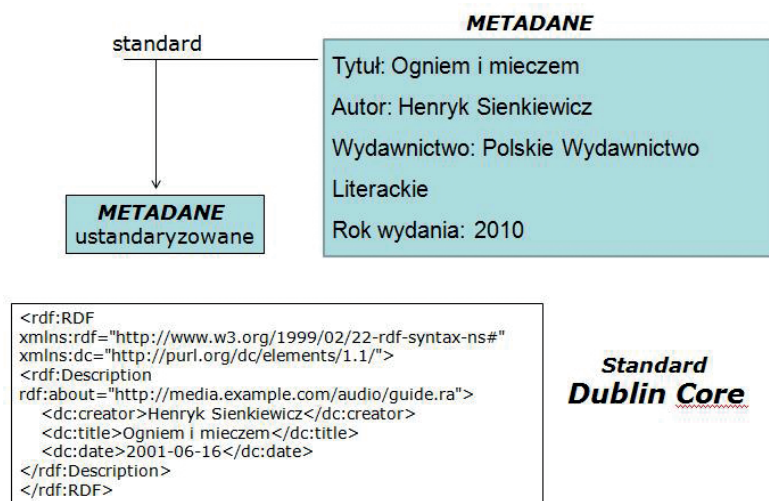 METADANE
standard
Tytuł: Ogniem i mieczem
Autor: Henryk Sienkiewicz
Wydawnictwo: Polskie Wydawnictwo
Literackie
Rok wydania: 2010
METADANE
ustandaryzowane
<rdf:RDF
xmlns:rdf="http://www.w3.org/1999/02/22-rdf-syntax-ns#"
xmlns:dc="http://purl.org/dc/elements/1.1/">
<rdf:Description
rdf:about="http://media.example.com/audio/guide.ra">
<dc:creator>Henryk Sienkiewicz</dc:creator>
<dc:title>Ogniem i mieczem</dc:title>
<dc:date>2001-06-16</dc:date>
</rdf:Description>
</rdf:RDF>
Standard
Dublin Core